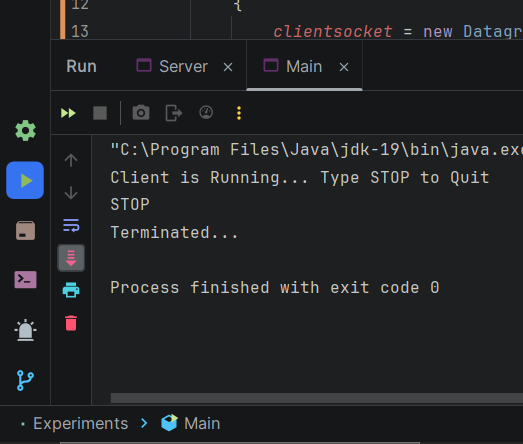 12 {
13 clientsocket = new Datagr
Run Server × Main ×
"C:\Program Files\Java\jdk-19\bin\java.exe
Client is Running... Type STOP to Quit
STOP
Terminated...
Process finished with exit code 0
Experiments > Main